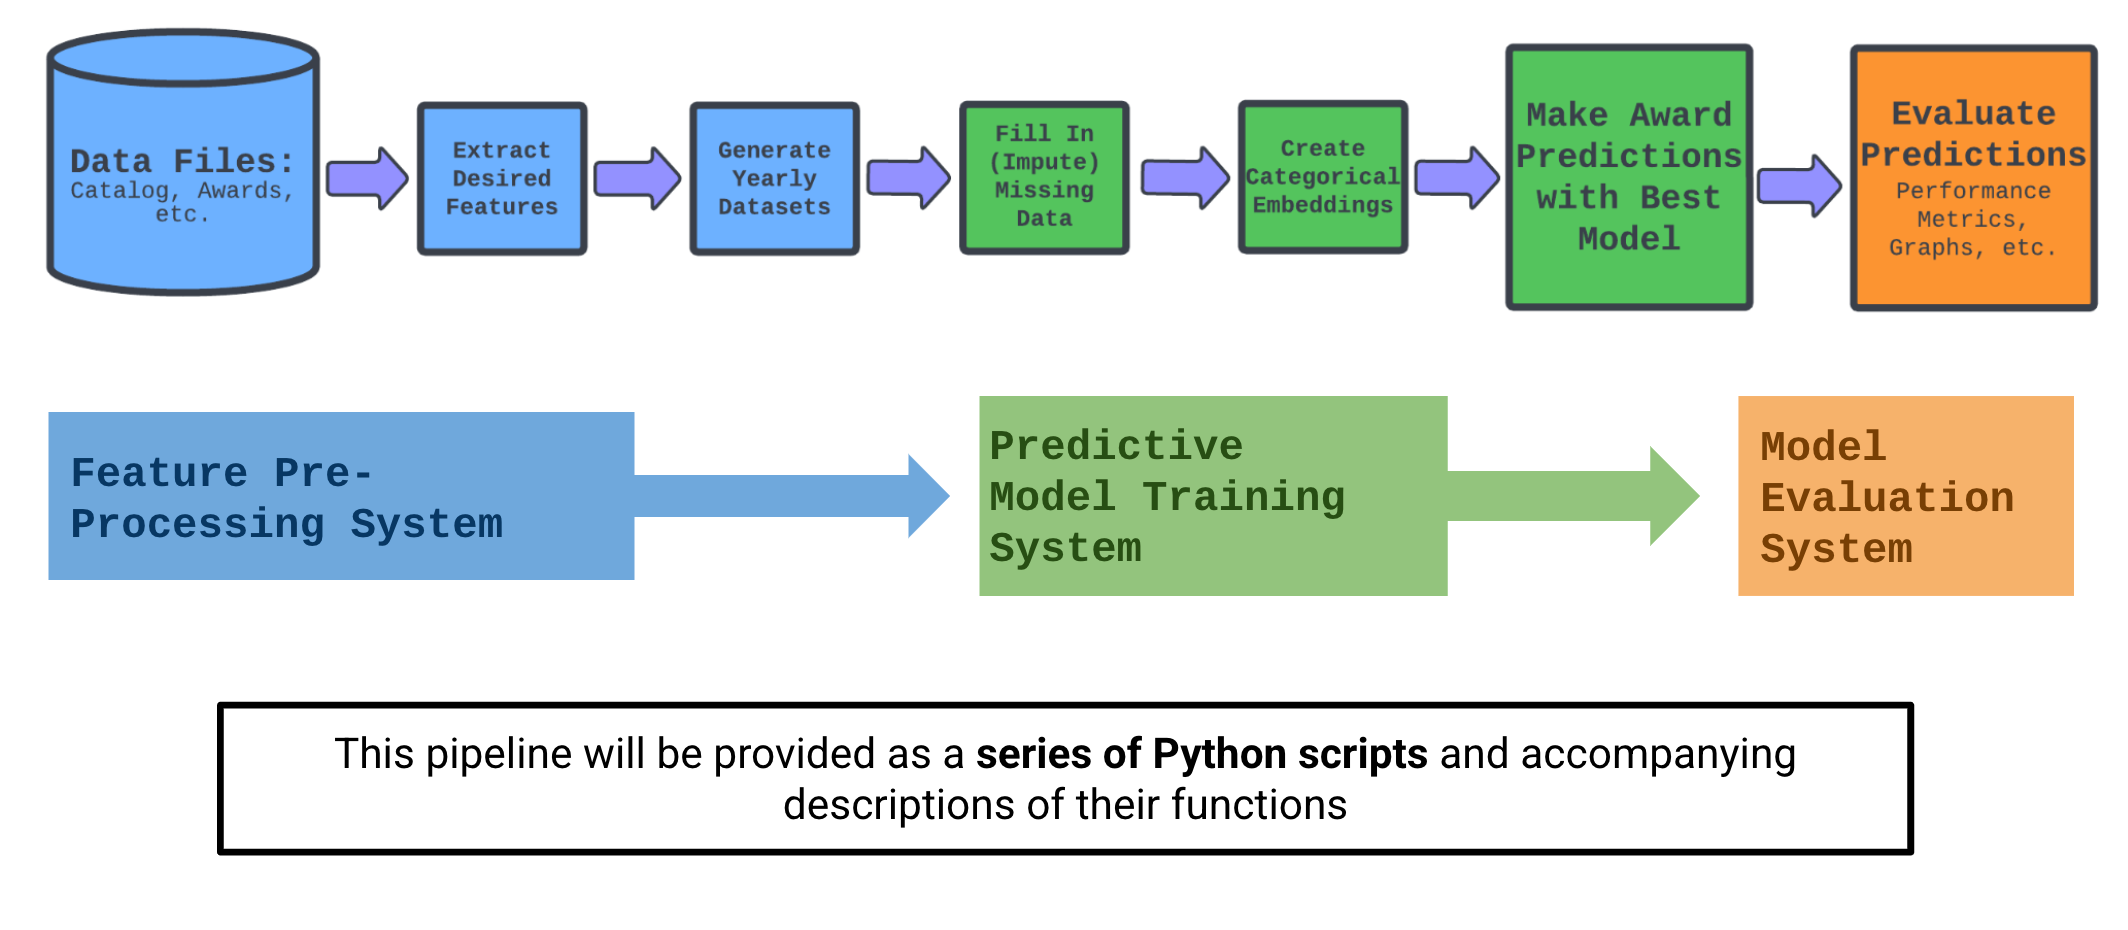 Data Files:
Catalog, Awards,
etc.
Extract
Desired
Features
Generate
Yearly
Datasets
Fill In
(Impute)
Missing
Data
Create
Categorical
Embeddings
Make Award
Predictions
with Best
Model
Evaluate
Predictions
Performance
Metrics,
Graphs, etc.
Feature Pre-
Processing System
Predictive
Model Training
System
Model
Evaluation
System
This pipeline will be provided as a series of Python scripts and accompanying
descriptions of their functions